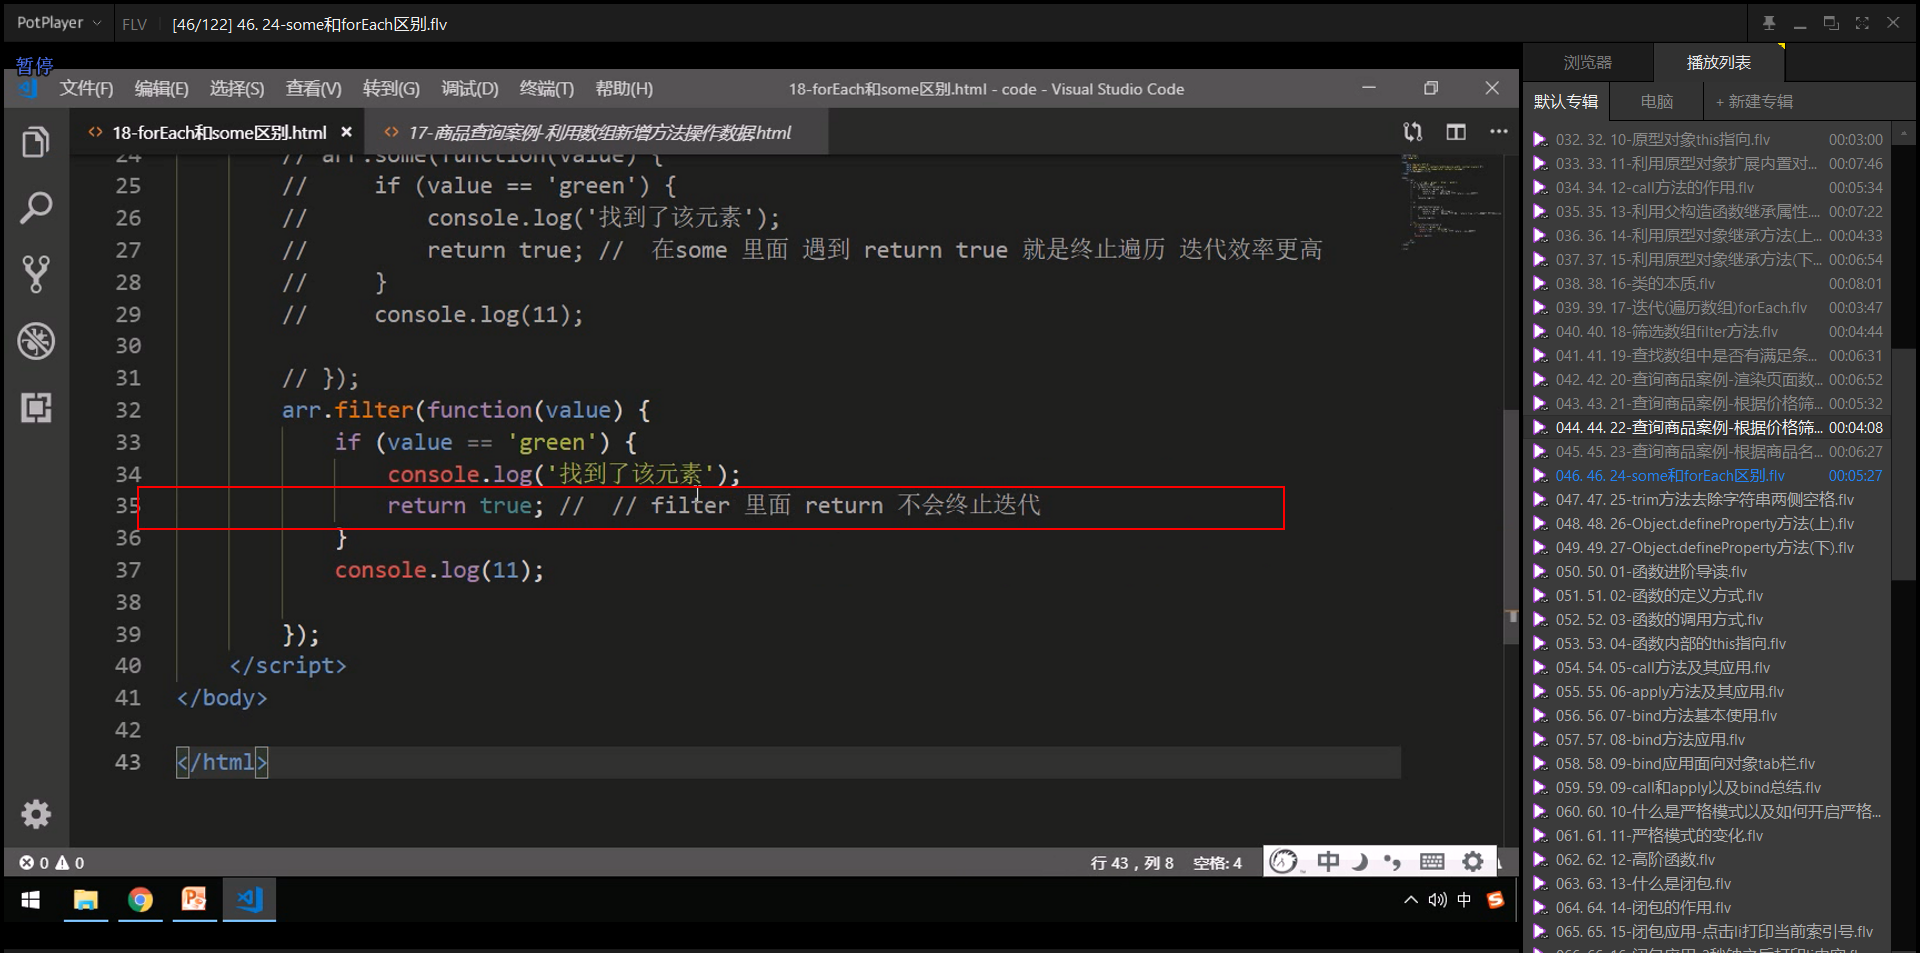 PotPlayer
FLV
[46/122] 46. 24-some和forEach区别.flv
暂停
文件(F) 编辑(E) 选择(S) 查看(V) 转到(G) 调试(D) 终端(T) 帮助(H)
18-forEach和some区别.html - code - Visual Studio Code
<> 18-forEach和some区别.html ×
<> 17-商品查询案例-利用数组新增方法操作数据.html
24 // arr.some(function(value) {
25 // if (value == 'green') {
26 // console.log('找到了该元素');
27 // return true; // 在some 里面 遇到 return true 就是终止遍历 迭代效率更高
28 // }
29 // console.log(11);
30
31 // });
32 arr.filter(function(value) {
33 if (value == 'green') {
34 console.log('找到了该元素');
35 return true; // // filter 里面 return 不会终止迭代
36 }
37 console.log(11);
38
39 });
40 </script>
41 </body>
42
43 </html>
0 0
行 43，列 8 空格: 4
中
中
浏览器 播放列表
默认专辑 电脑 + 新建专辑
032. 32. 10-原型对象this指向.flv 00:03:00
033. 33. 11-利用原型对象扩展内置对... 00:07:46
034. 34. 12-call方法的作用.flv 00:05:34
035. 35. 13-利用父构造函数继承属性.... 00:07:22
036. 36. 14-利用原型对象继承方法(上... 00:04:33
037. 37. 15-利用原型对象继承方法(下... 00:06:54
038. 38. 16-类的本质.flv 00:08:01
039. 39. 17-迭代(遍历数组)forEach.flv 00:03:47
040. 40. 18-筛选数组filter方法.flv 00:04:44
041. 41. 19-查找数组中是否有满足条... 00:06:31
042. 42. 20-查询商品案例-渲染页面数... 00:06:52
043. 43. 21-查询商品案例-根据价格筛... 00:05:32
044. 44. 22-查询商品案例-根据价格筛... 00:04:08
045. 45. 23-查询商品案例-根据商品名... 00:06:27
046. 46. 24-some和forEach区别.flv 00:05:27
047. 47. 25-trim方法去除字符串两侧空格.flv
048. 48. 26-Object.defineProperty方法(上).flv
049. 49. 27-Object.defineProperty方法(下).flv
050. 50. 01-函数进阶导读.flv
051. 51. 02-函数的定义方式.flv
052. 52. 03-函数的调用方式.flv
053. 53. 04-函数内部的this指向.flv
054. 54. 05-call方法及其应用.flv
055. 55. 06-apply方法及其应用.flv
056. 56. 07-bind方法基本使用.flv
057. 57. 08-bind方法应用.flv
058. 58. 09-bind应用面向对象tab栏.flv
059. 59. 09-call和apply以及bind总结.flv
060. 60. 10-什么是严格模式以及如何开启严格...
061. 61. 11-严格模式的变化.flv
062. 62. 12-高阶函数.flv
063. 63. 13-什么是闭包.flv
064. 64. 14-闭包的作用.flv
065. 65. 15-闭包应用-点击li打印当前索引号.flv